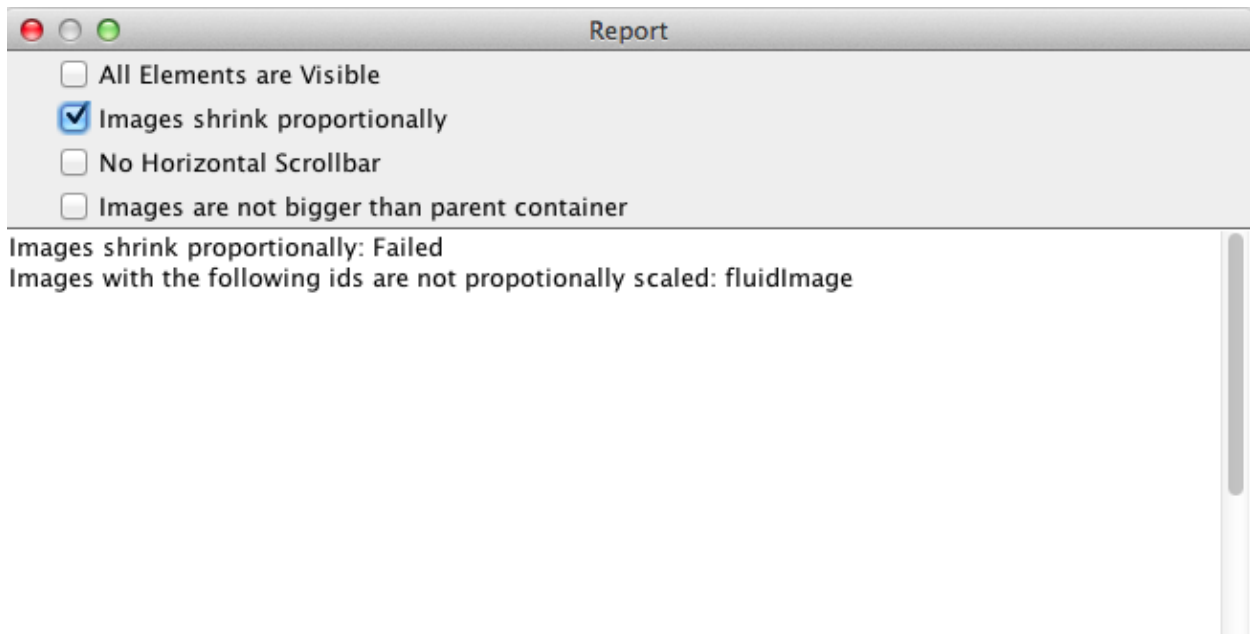 Report
All Elements are Visible
Images shrink proportionally
No Horizontal Scrollbar
Images are not bigger than parent container
Images shrink proportionally: Failed
Images with the following ids are not propotionally scaled: fluidImage